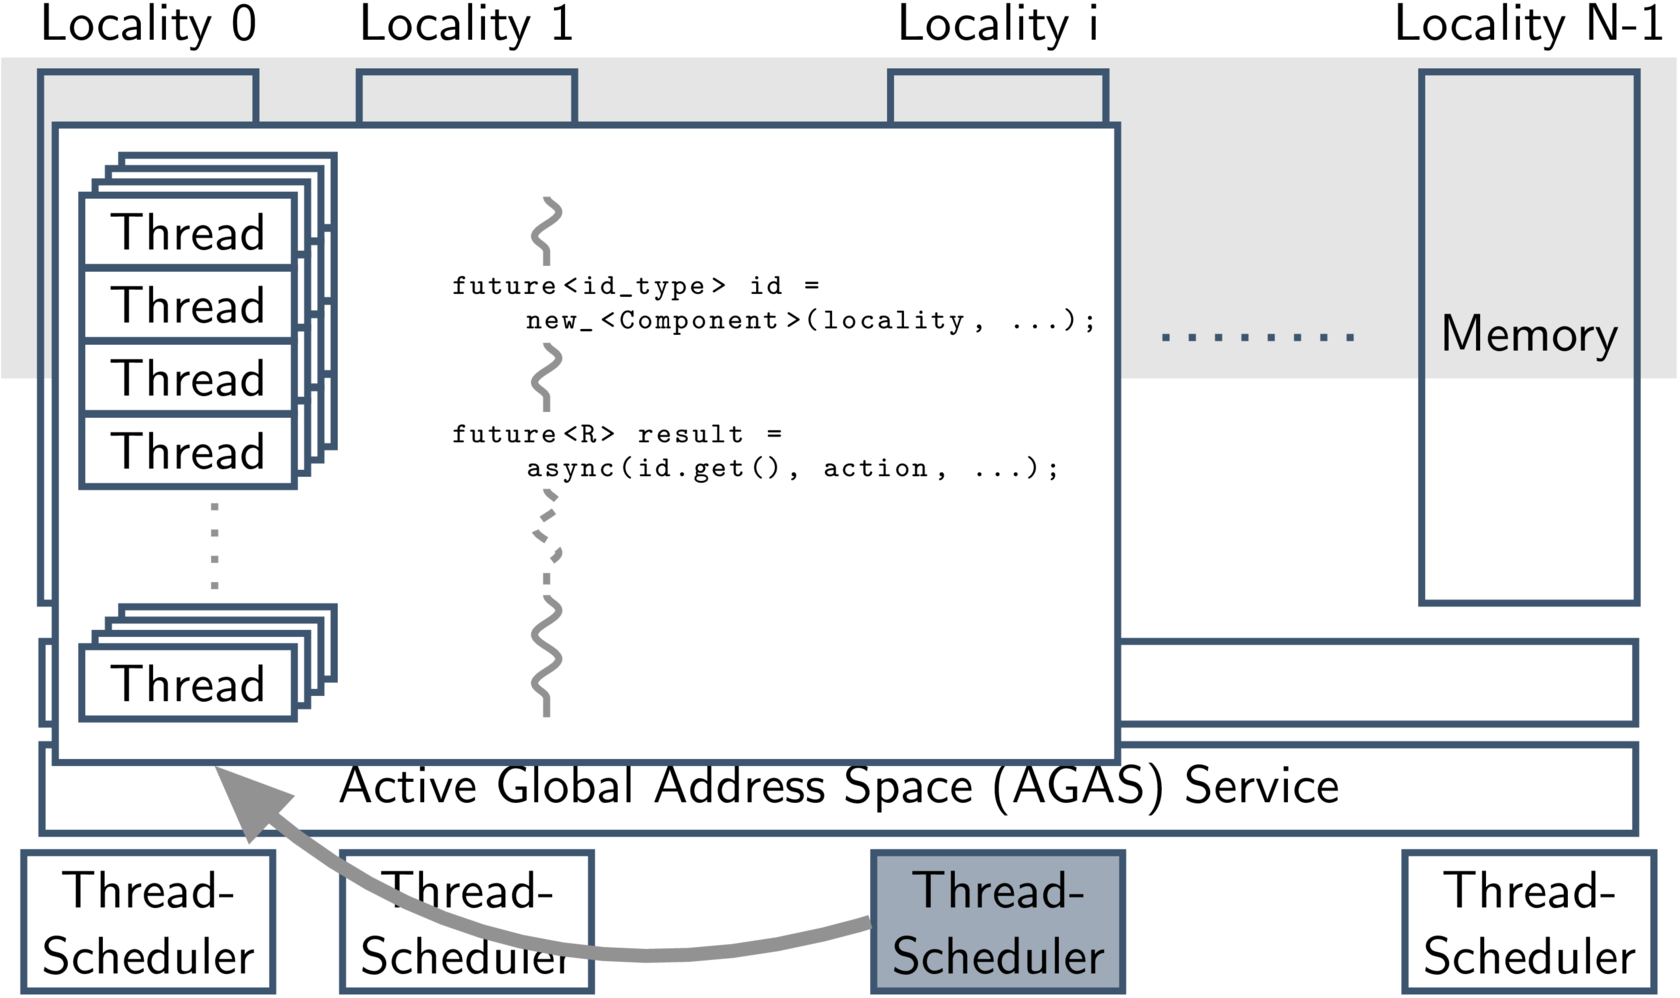 Locality 0
Locality 1
Locality i
Locality N-1
Thread
Thread
Thread
Thread
Thread
future<id_type> id =
new_<Component>(locality, ...);
future<R> result =
async(id.get(), action, ...);
Memory
Active Global Address Space (AGAS) Service
Thread-
Scheduler
Thread-
Scheduler
Thread-
Scheduler
Thread-
Scheduler